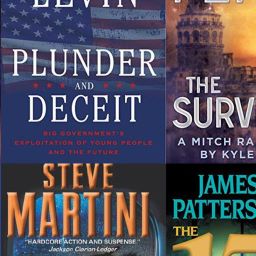 LEVIN
PLUNDER
AND
DECEIT
BIG GOVERNMENT'S
EXPLOITATION OF YOUNG PEOPLE
AND THE FUTURE
THE
SURV
A MITCH RA
BY KYLE
STEVE
MARTINI
"HARDCORE ACTION AND SUSPENSE."
Jackson Clarion-Ledger
JAMES
PATTERS
THE